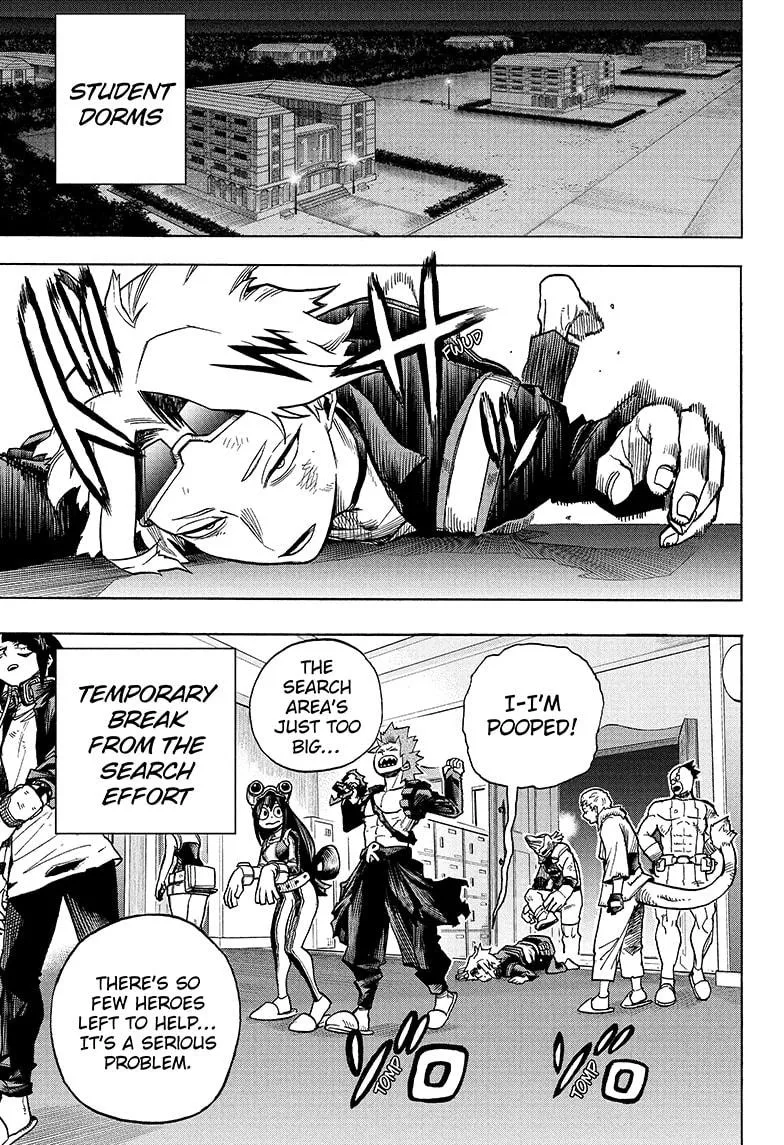 STUDENT
DORMS
FWUD
I-I'M
POOPED!
THE
SEARCH
AREA'S
JUST TOO
BIG...
TEMPORARY
BREAK
FROM THE
SEARCH
EFFORT
THERE'S SO
FEW HEROES
LEFT TO HELP...
IT'S A SERIOUS
PROBLEM.
TOMP
TOMP